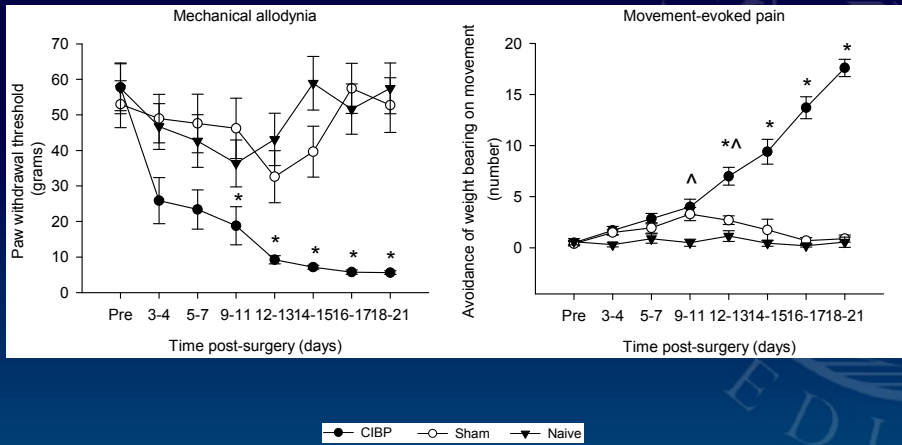 Mechanical allodynia
Paw withdrawal threshold
(grams)
70
60
50
40
30
20
10
0
*
*
*
*
*
Pre 3-4 5-7 9-11 12-13 14-15 16-17 18-21
Time post-surgery (days)
Movement-evoked pain
Avoidance of weight bearing on movement
(number)
20
15
10
5
0
^
*^
*
*
*
Pre 3-4 5-7 9-11 12-13 14-15 16-17 18-21
Time post-surgery (days)
CIBP Sham Naive
E D I